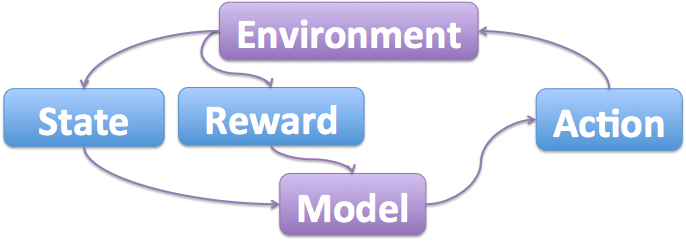 Environment
State
Reward
Action
Model